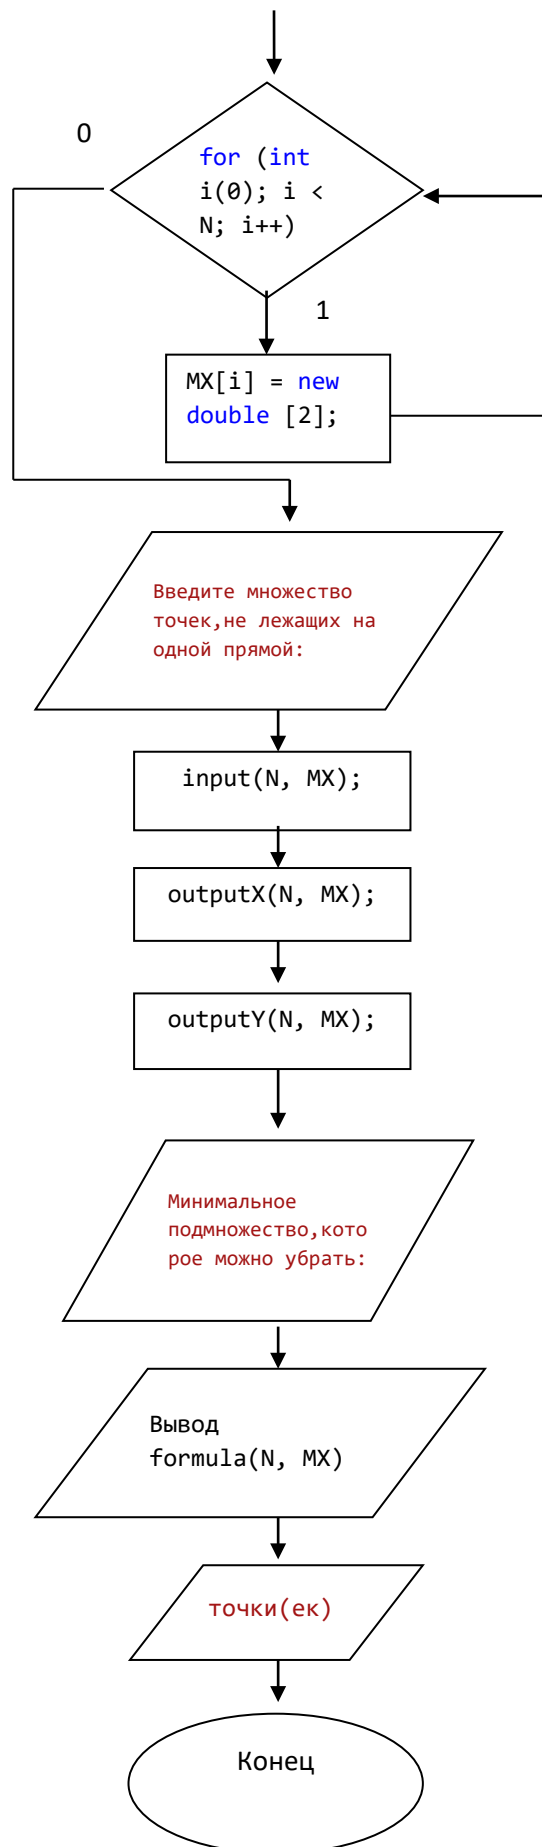 0
for (int
i(0); i <
N; i++)
1
MX[i] = new
double [2];
Введите множество
точек,не лежащих на
одной прямой:
input(N, MX);
outputX(N, MX);
outputY(N, MX);
Минимальное
подмножество,кото
рое можно убрать:
Вывод
formula(N, MX)
точки(ек)
Конец